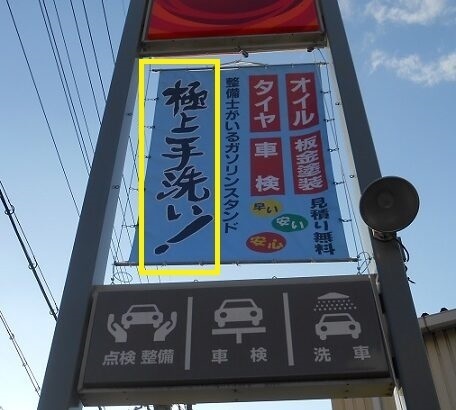 オイル
板金塗装
見積り無料
タイヤ
車検
早い
安い
安心
整備士がいるガソリンスタンド
極上手洗い!
点検 整備
車検
洗車